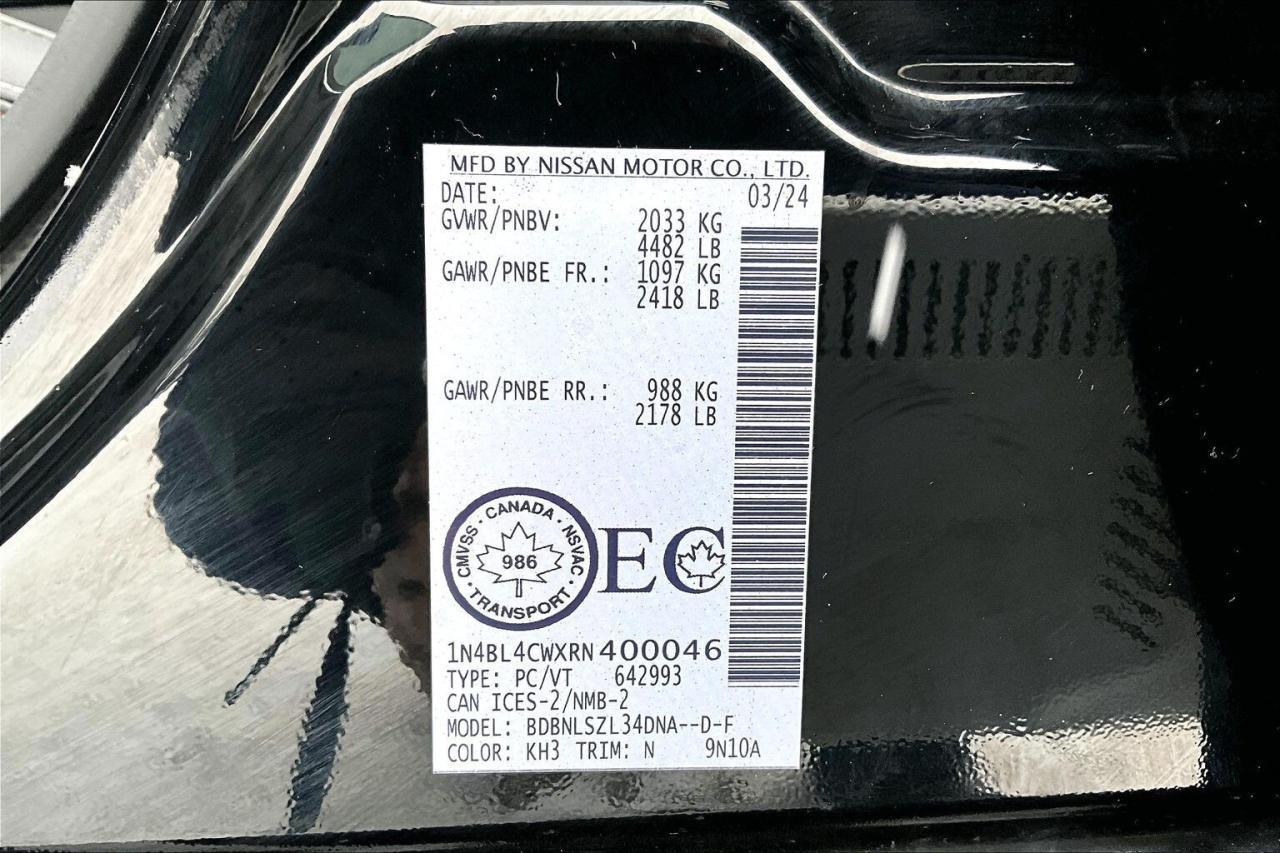 MFD BY NISSAN MOTOR CO., LTD.
DATE: 03/24
GVWR/PNBV: 2033 KG
4482 LB
GAWR/PNBE FR.: 1097 KG
2418 LB
GAWR/PNBE RR.: 988 KG
2178 LB
CMVSS · CANADA · NSVAC · TRANSPORT ·
986
EC
1N4BL4CWXRN400046
TYPE: PC/VT 642993
CAN ICES-2/NMB-2
MODEL: BDBNLSZL34DNA--D-F
COLOR: KH3 TRIM: N 9N10A